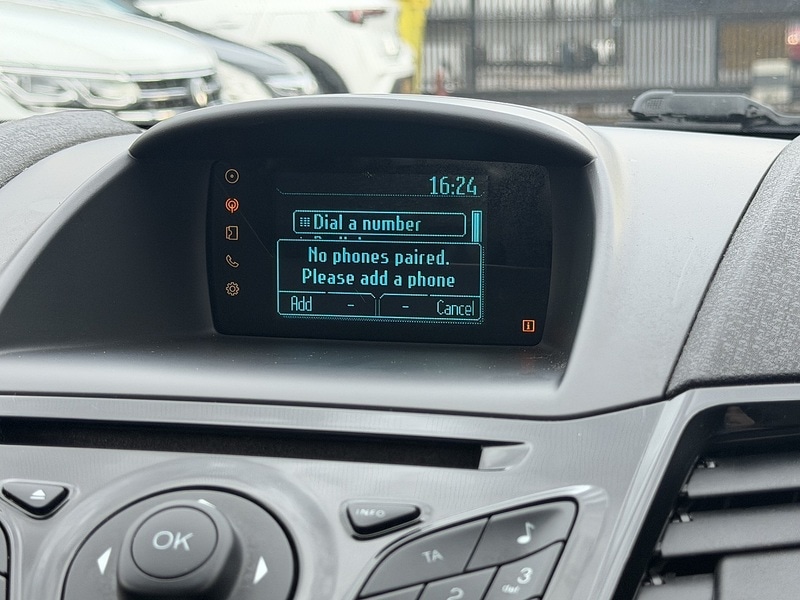 16:24
Dial a number
No phones paired.
Please add a phone
Add - - Cancel
OK
INFO
TA
2
3
def